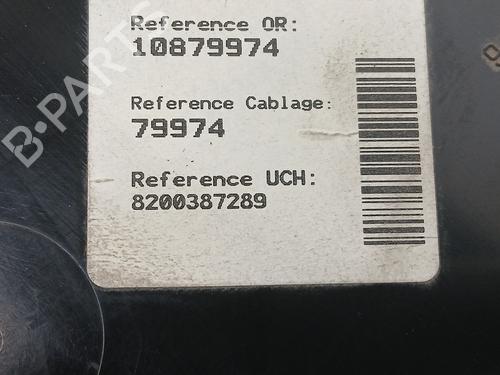 Reference OR:
10879974
Reference Cablage:
79974
Reference UCH:
8200387289
B-PARTS